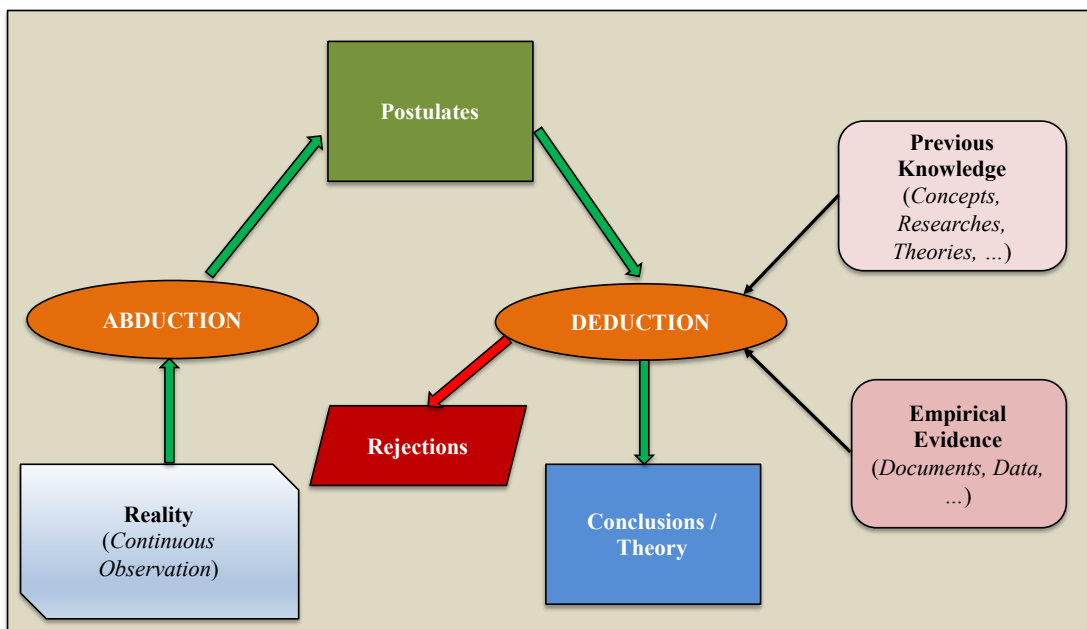 Postulates
Previous
Knowledge
(Concepts,
Researches,
Theories, …)
ABDUCTION
DEDUCTION
Rejections
Empirical
Evidence
(Documents, Data,
…)
Reality
(Continuous
Observation)
Conclusions /
Theory